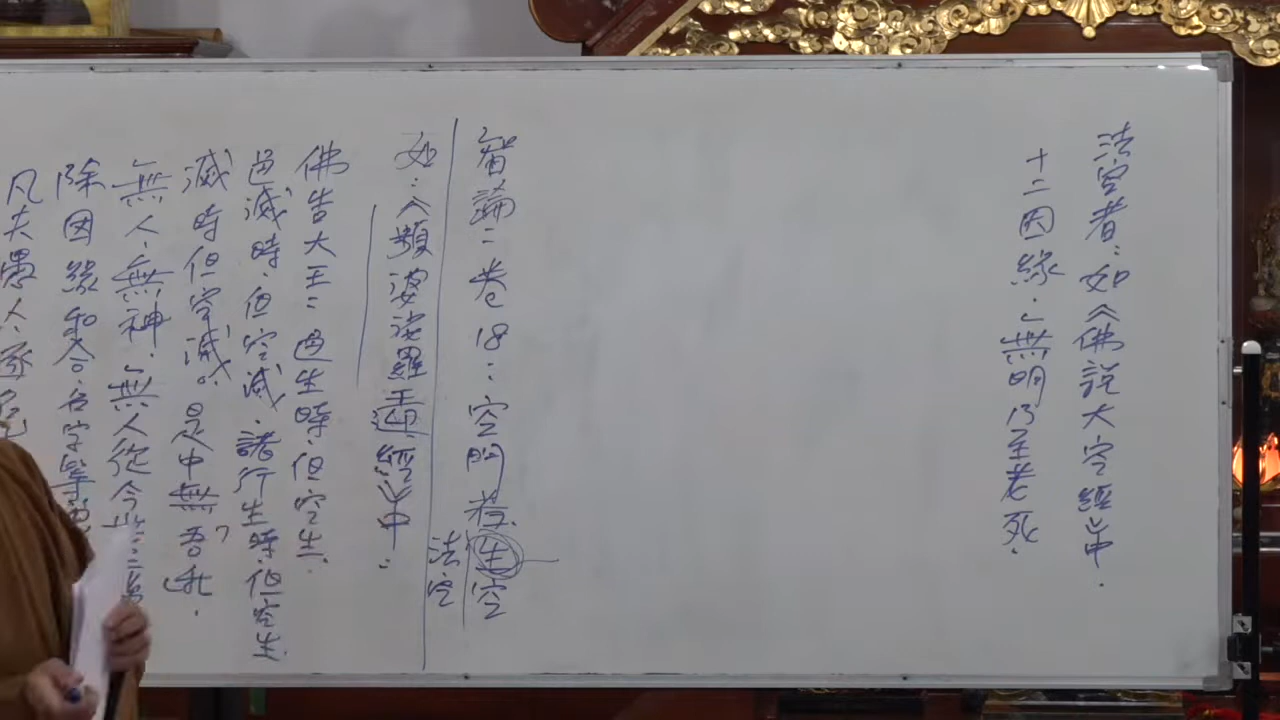 法空者:如《佛說大空經》中.
十二因緣.無明乃至老死.
智論:卷18:空門者.生空
法空
如:《頻婆娑羅王迎經》中:
佛告大王:色生時.但空生.
色滅時.但空滅.諸行生時.但空生.
滅時但空滅。是中無吾我.
無人.無神.無人從今
除因緣和合.名字等
凡夫愚人.逐名